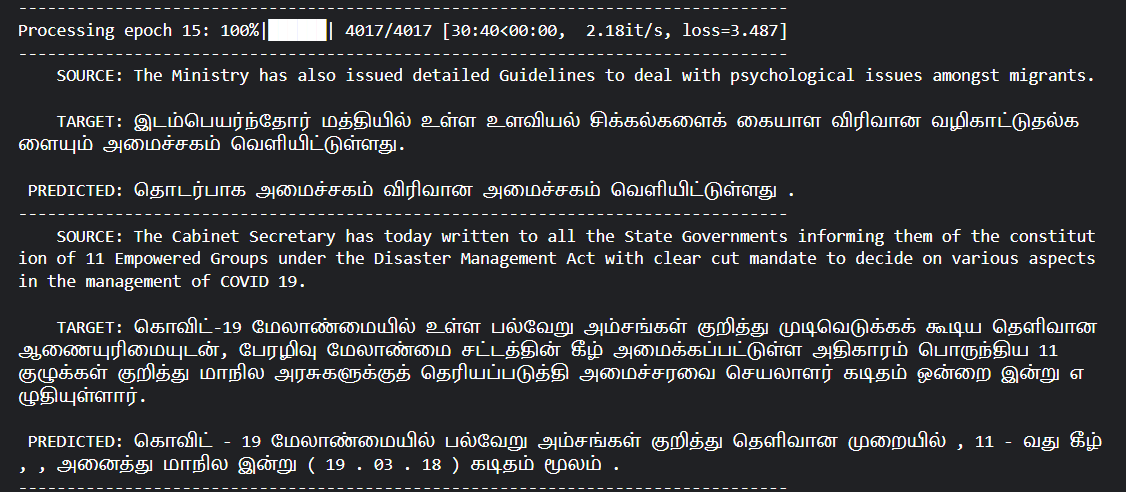 --------------------------------------------------------------------------------
Processing epoch 15: 100%|██████| 4017/4017 [30:40<00:00,  2.18it/s, loss=3.487]
--------------------------------------------------------------------------------
    SOURCE: The Ministry has also issued detailed Guidelines to deal with psychological issues amongst migrants.
    TARGET: இடம்பெயர்ந்தோர் மத்தியில் உள்ள உளவியல் சிக்கல்களைக் கையாள விரிவான வழிகாட்டுதல்க
ளையும் அமைச்சகம் வெளியிட்டுள்ளது.
 PREDICTED: தொடர்பாக அமைச்சகம் விரிவான அமைச்சகம் வெளியிட்டுள்ளது .
--------------------------------------------------------------------------------
    SOURCE: The Cabinet Secretary has today written to all the State Governments informing them of the constitut
ion of 11 Empowered Groups under the Disaster Management Act with clear cut mandate to decide on various aspects
in the management of COVID 19.
    TARGET: கொவிட்-19 மேலாண்மையில் உள்ள பல்வேறு அம்சங்கள் குறித்து முடிவெடுக்கக் கூடிய தெளிவான
ஆணையுரிமையுடன், பேரழிவு மேலாண்மை சட்டத்தின் கீழ் அமைக்கப்பட்டுள்ள அதிகாரம் பொருந்திய 11
குழுக்கள் குறித்து மாநில அரசுகளுக்குத் தெரியப்படுத்தி அமைச்சரவை செயலாளர் கடிதம் ஒன்றை இன்று எ
ழுதியுள்ளார்.
 PREDICTED: கொவிட் - 19 மேலாண்மையில் பல்வேறு அம்சங்கள் குறித்து தெளிவான முறையில் , 11 - வது கீழ்
, , அனைத்து மாநில இன்று ( 19 . 03 . 18 ) கடிதம் மூலம் .
--------------------------------------------------------------------------------